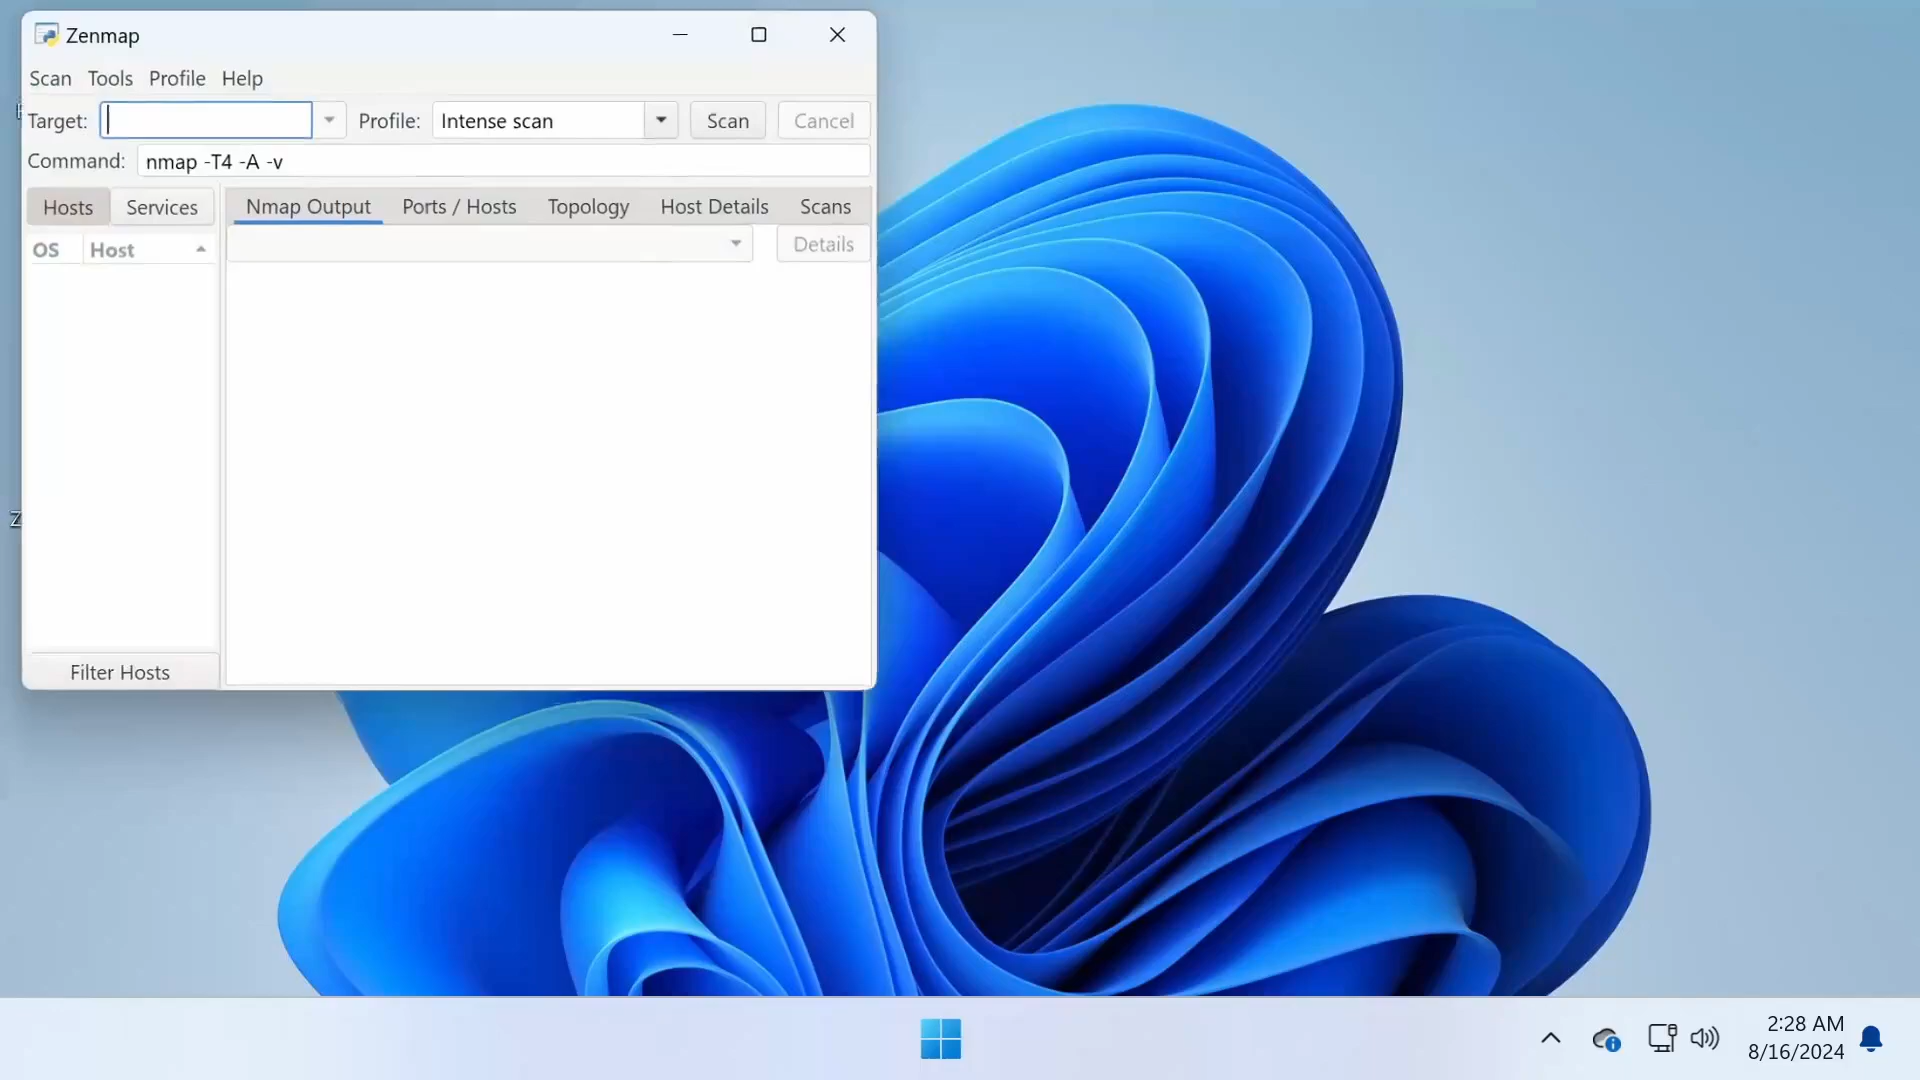 Zenmap
Scan Tools Profile Help
Target: Profile: Intense scan Scan Cancel
Command: nmap -T4 -A -v
Hosts Services Nmap Output Ports / Hosts Topology Host Details Scans
OS Host Details
Filter Hosts
2:28 AM
8/16/2024